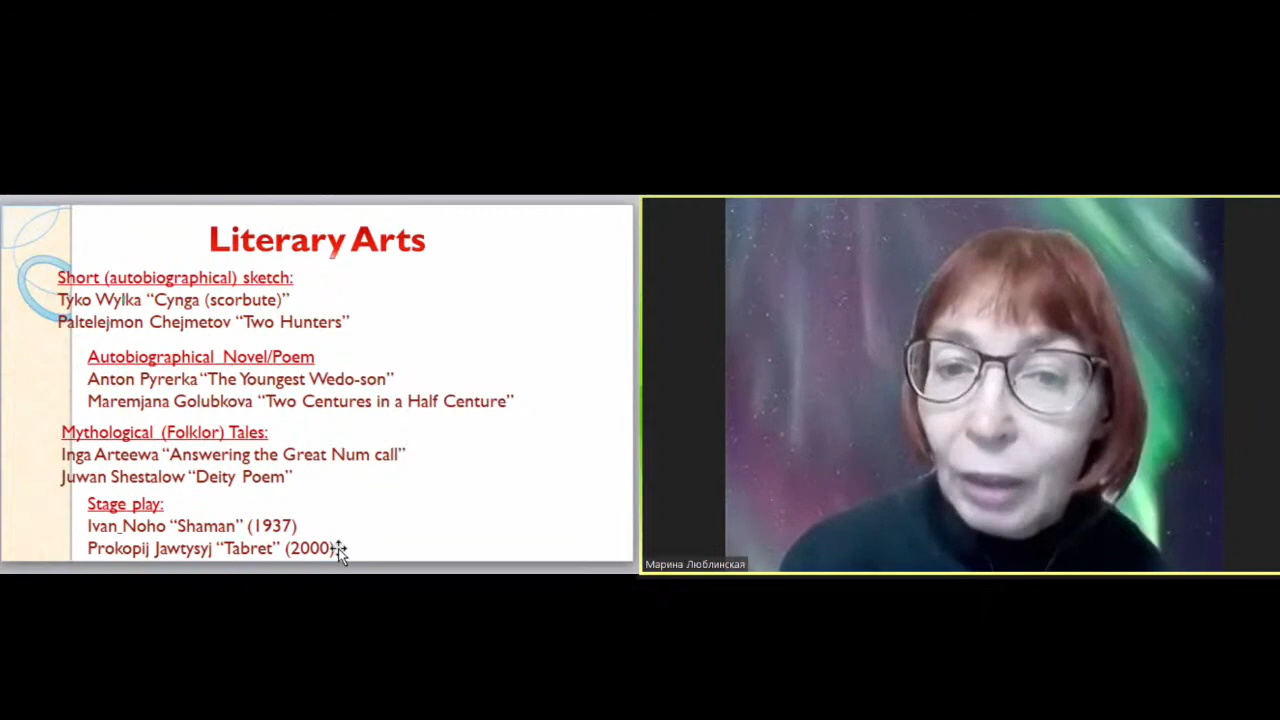 Literary Arts
Short (autobiographical) sketch:
Tyko Wylka “Cynga (scorbute)”
Paltelejmon Chejmetov “Two Hunters”
Autobiographical Novel/Poem
Anton Pyrerka “The Youngest Wedo-son”
Maremjana Golubkova “Two Centures in a Half Centure”
Mythological (Folklor) Tales:
Inga Arteewa “Answering the Great Num call”
Juwan Shestalow “Deity Poem”
Stage play:
Ivan_Noho “Shaman” (1937)
Prokopij Jawtysyj “Tabret” (2000)
Марина Люблинская